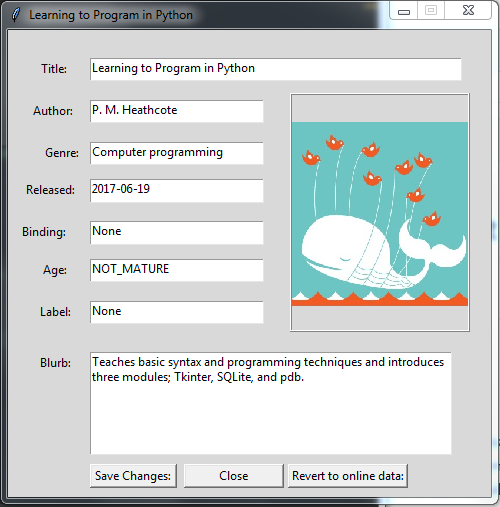 Learning to Program in Python
Title: Learning to Program in Python
Author: P. M. Heathcote
Genre: Computer programming
Released: 2017-06-19
Binding: None
Age: NOT_MATURE
Label: None
Blurb: Teaches basic syntax and programming techniques and introduces
three modules; Tkinter, SQLite, and pdb.
Save Changes: Close Revert to online data: